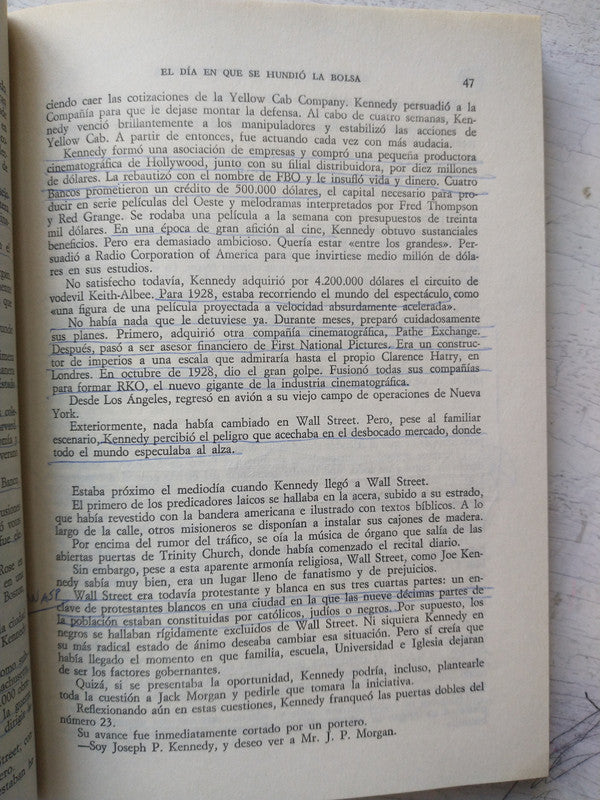 EL DÍA EN QUE SE HUNDIÓ LA BOLSA
47
ciendo caer las cotizaciones de la Yellow Cab Company. Kennedy persuadió a la
Compañía para que le dejase montar la defensa. Al cabo de cuatro semanas, Ken-
nedy venció brillantemente a los manipuladores y estabilizó las acciones de
Yellow Cab. A partir de entonces, fue actuando cada vez con más audacia.
Kennedy formó una asociación de empresas y compró una pequeña productora
cinematográfica de Hollywood, junto con su filial distribuidora, por diez millones
de dólares. La rebautizó con el nombre de FBO y le insufló vida y dinero. Cuatro
Bancos prometieron un crédito de 500.000 dólares, el capital necesario para pro-
ducir en serie películas del Oeste y melodramas interpretados por Fred Thompson
y Red Grange. Se rodaba una película a la semana con presupuestos de treinta
mil dólares. En una época de gran afición al cine, Kennedy obtuvo sustanciales
beneficios. Pero era demasiado ambicioso. Quería estar «entre los grandes». Per-
suadió a Radio Corporation of America para que invirtiese medio millón de dóla-
res en sus estudios.
No satisfecho todavía, Kennedy adquirió por 4.200.000 dólares el circuito de
vodevil Keith-Albee. Para 1928, estaba recorriendo el mundo del espectáculo, como
«una figura de una película proyectada a velocidad absurdamente acelerada».
No había nada que le detuviese ya. Durante meses, preparó cuidadosamente
sus planes. Primero, adquirió otra compañía cinematográfica, Pathe Exchange.
Después, pasó a ser asesor financiero de First National Pictures. Era un construc-
tor de imperios a una escala que admiraría hasta el propio Clarence Hatry, en
Londres. En octubre de 1928, dio el gran golpe. Fusionó todas sus compañías
para formar RKO, el nuevo gigante de la industria cinematográfica.
Desde Los Ángeles, regresó en avión a su viejo campo de operaciones de Nueva
York.
Exteriormente, nada había cambiado en Wall Street. Pero, pese al familiar
escenario, Kennedy percibió el peligro que acechaba en el desbocado mercado, donde
todo el mundo especulaba al alza.
Estaba próximo el mediodía cuando Kennedy llegó a Wall Street.
El primero de los predicadores laicos se hallaba en la acera, subido a su estrado,
que había revestido con la bandera americana e ilustrado con textos bíblicos. A lo
largo de la calle, otros misioneros se disponían a instalar sus cajones de madera.
Por encima del rumor del tráfico, se oía la música de órgano que salía de las
abiertas puertas de Trinity Church, donde había comenzado el recital diario.
Sin embargo, pese a esta aparente armonía religiosa, Wall Street, como Joe Ken-
nedy sabía muy bien, era un lugar lleno de fanatismo y de prejuicios.
WASP
Wall Street era todavía protestante y blanca en sus tres cuartas partes: un en-
clave de protestantes blancos en una ciudad en la que las nueve décimas partes de
la población estaban constituidas por católicos, judíos o negros. Por supuesto, los
negros se hallaban rígidamente excluidos de Wall Street. Ni siquiera Kennedy en
su más radical estado de ánimo deseaba cambiar esa situación. Pero sí creía que
había llegado el momento en que familia, escuela, Universidad e Iglesia dejaran
de ser los factores gobernantes.
Quizá, si se presentaba la oportunidad, Kennedy podría, incluso, plantearle
toda la cuestión a Jack Morgan y pedirle que tomara la iniciativa.
Reflexionando aún en estas cuestiones, Kennedy franqueó las puertas dobles del
número 23.
Su avance fue inmediatamente cortado por un portero.
—Soy Joseph P. Kennedy, y deseo ver a Mr. J. P. Morgan.